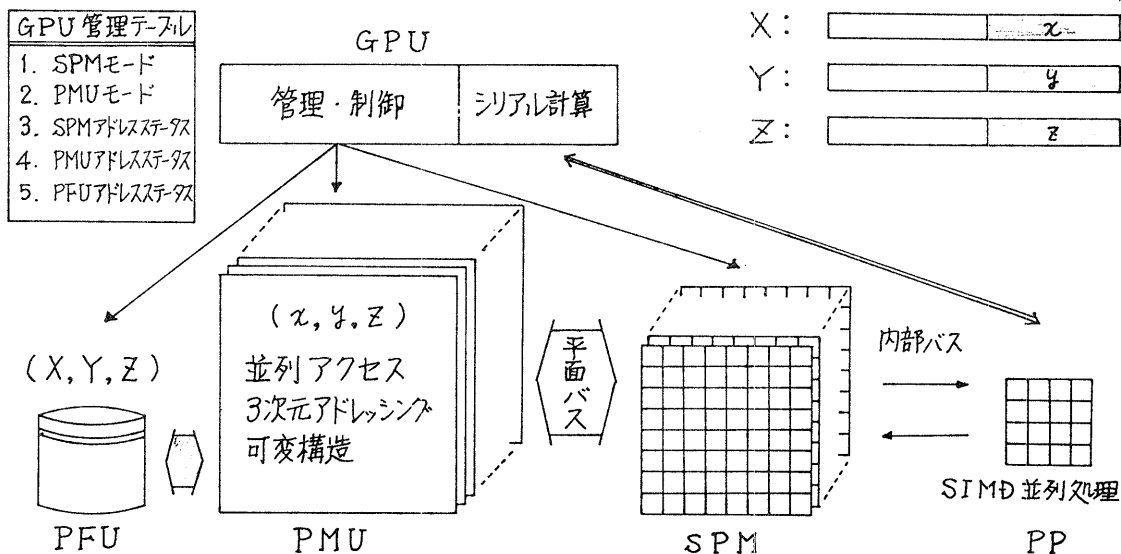 GPU管理テーブル
1. SPMモード
2. PMUモード
3. SPMアドレスステータス
4. PMUアドレスステータス
5. PFUアドレスステータス
GPU
管理・制御
シリアル計算
X: x
Y: y
Z: z
(X,Y,Z)
PFU
(x,y,z)
並列アクセス
3次元アドレッシング
可変構造
PMU
平面バス
SPM
内部バス
SIMD並列処理
PP